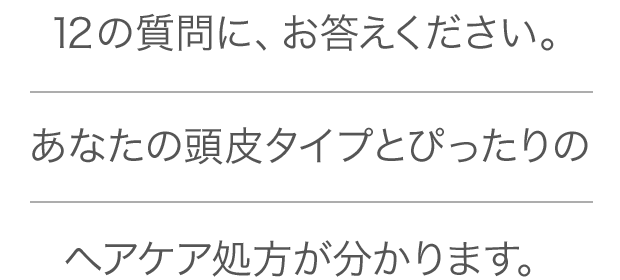 12の質問に、お答えください。
あなたの頭皮タイプとぴったりの
ヘアケア処方が分かります。